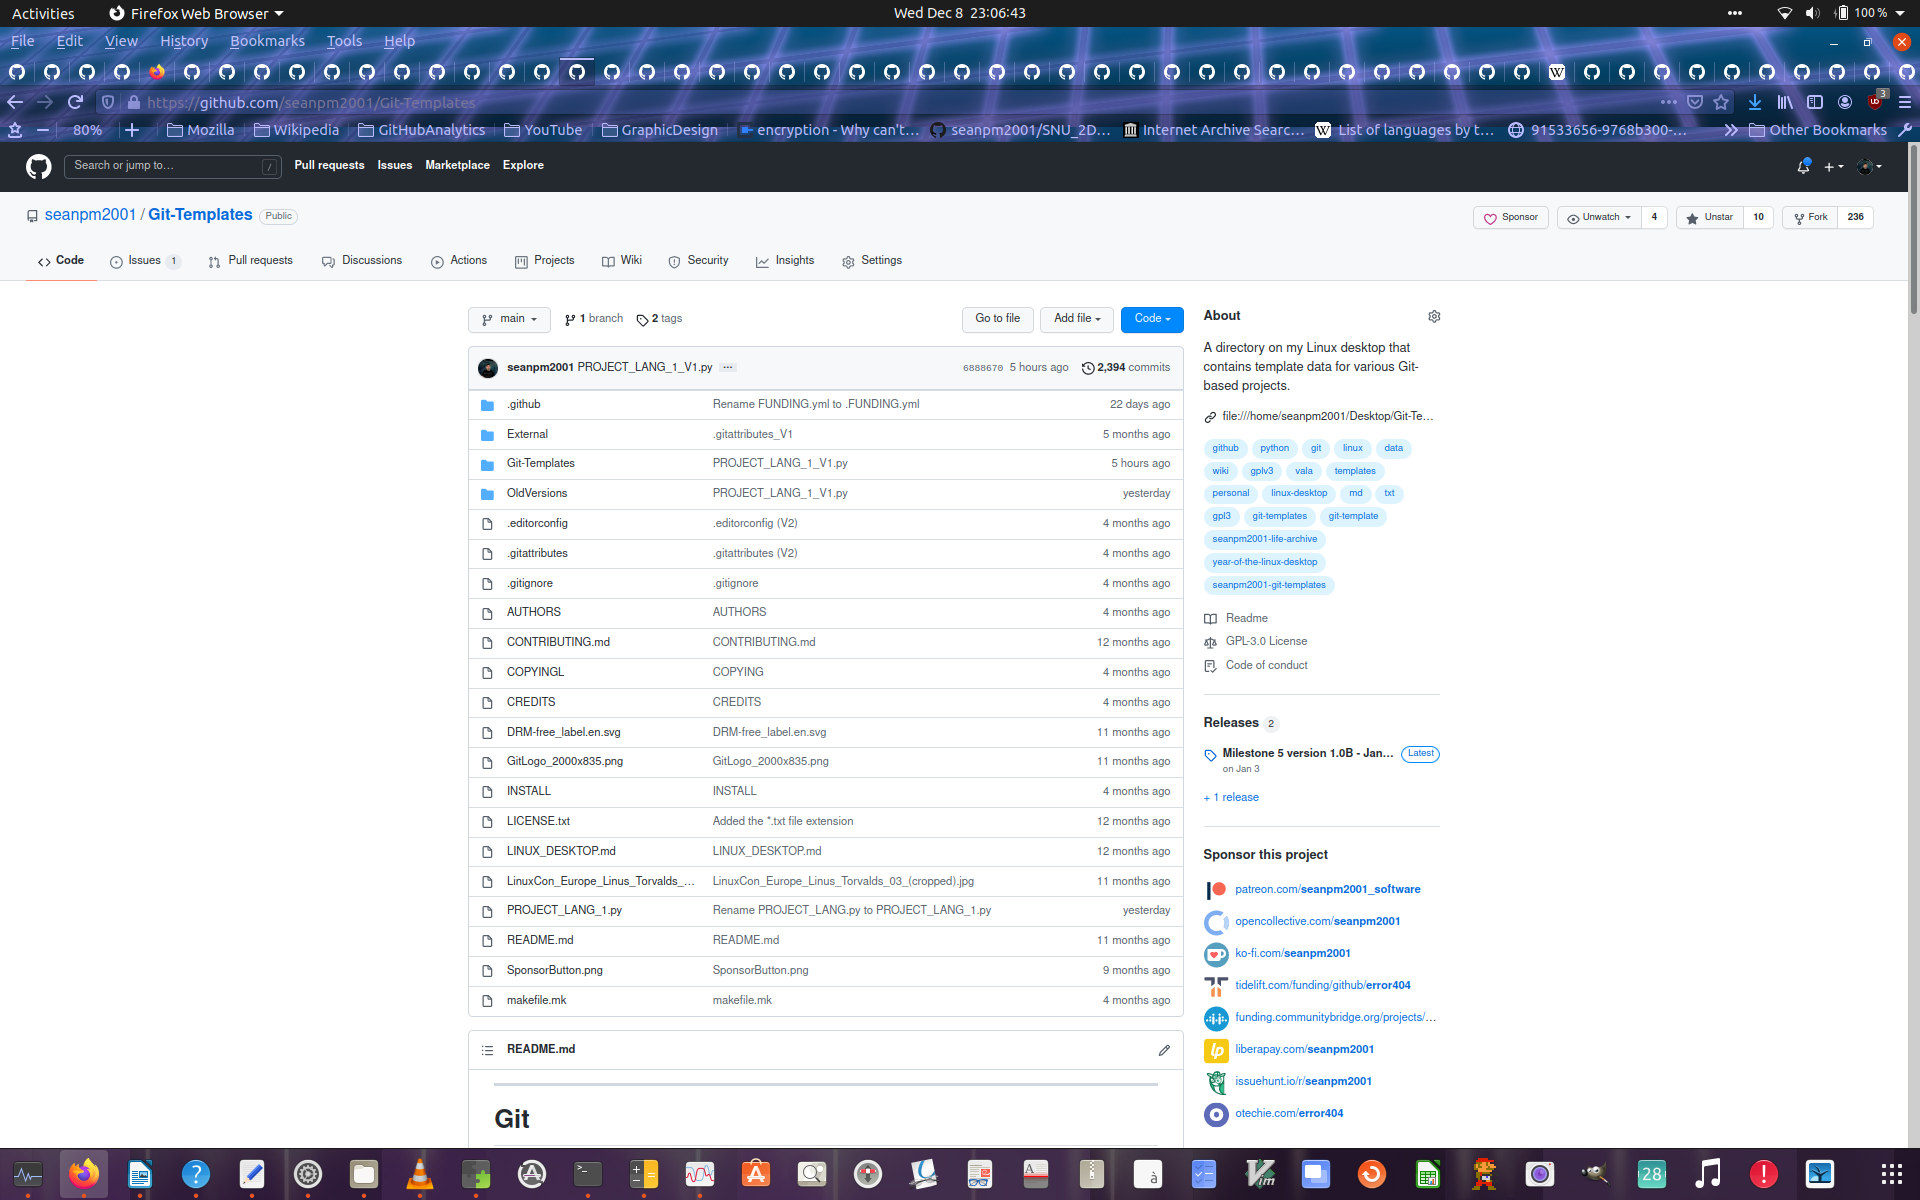 Activities Firefox Web Browser Wed Dec 8 23:06:43 100 %
File Edit View History Bookmarks Tools Help
https://github.com/seanpm2001/Git-Templates 3
80% Mozilla Wikipedia GitHubAnalytics YouTube GraphicDesign encryption - Why can't… seanpm2001/SNU_2D… Internet Archive Searc… List of languages by t… 91533656-9768b300-… Other Bookmarks
Search or jump to… / Pull requests Issues Marketplace Explore
seanpm2001 / Git-Templates Public Sponsor Unwatch 4 Unstar 10 Fork 236
Code Issues 1 Pull requests Discussions Actions Projects Wiki Security Insights Settings
main 1 branch 2 tags Go to file Add file Code
seanpm2001 PROJECT_LANG_1_V1.py … 6888670 5 hours ago 2,394 commits
.github Rename FUNDING.yml to .FUNDING.yml 22 days ago
External .gitattributes_V1 5 months ago
Git-Templates PROJECT_LANG_1_V1.py 5 hours ago
OldVersions PROJECT_LANG_1_V1.py yesterday
.editorconfig .editorconfig (V2) 4 months ago
.gitattributes .gitattributes (V2) 4 months ago
.gitignore .gitignore 4 months ago
AUTHORS AUTHORS 4 months ago
CONTRIBUTING.md CONTRIBUTING.md 12 months ago
COPYINGL COPYING 4 months ago
CREDITS CREDITS 4 months ago
DRM-free_label.en.svg DRM-free_label.en.svg 11 months ago
GitLogo_2000x835.png GitLogo_2000x835.png 11 months ago
INSTALL INSTALL 4 months ago
LICENSE.txt Added the *.txt file extension 12 months ago
LINUX_DESKTOP.md LINUX_DESKTOP.md 12 months ago
LinuxCon_Europe_Linus_Torvalds_… LinuxCon_Europe_Linus_Torvalds_03_(cropped).jpg 11 months ago
PROJECT_LANG_1.py Rename PROJECT_LANG.py to PROJECT_LANG_1.py yesterday
README.md README.md 11 months ago
SponsorButton.png SponsorButton.png 9 months ago
makefile.mk makefile.mk 4 months ago
README.md
Git
About
A directory on my Linux desktop that
contains template data for various Git-
based projects.
file:///home/seanpm2001/Desktop/Git-Te…
github python git linux data
wiki gplv3 vala templates
personal linux-desktop md txt
gpl3 git-templates git-template
seanpm2001-life-archive
year-of-the-linux-desktop
seanpm2001-git-templates
Readme
GPL-3.0 License
Code of conduct
Releases 2
Milestone 5 version 1.0B - Jan… Latest
on Jan 3
+ 1 release
Sponsor this project
patreon.com/seanpm2001_software
opencollective.com/seanpm2001
ko-fi.com/seanpm2001
tidelift.com/funding/github/error404
funding.communitybridge.org/projects/…
liberapay.com/seanpm2001
issuehunt.io/r/seanpm2001
otechie.com/error404
28